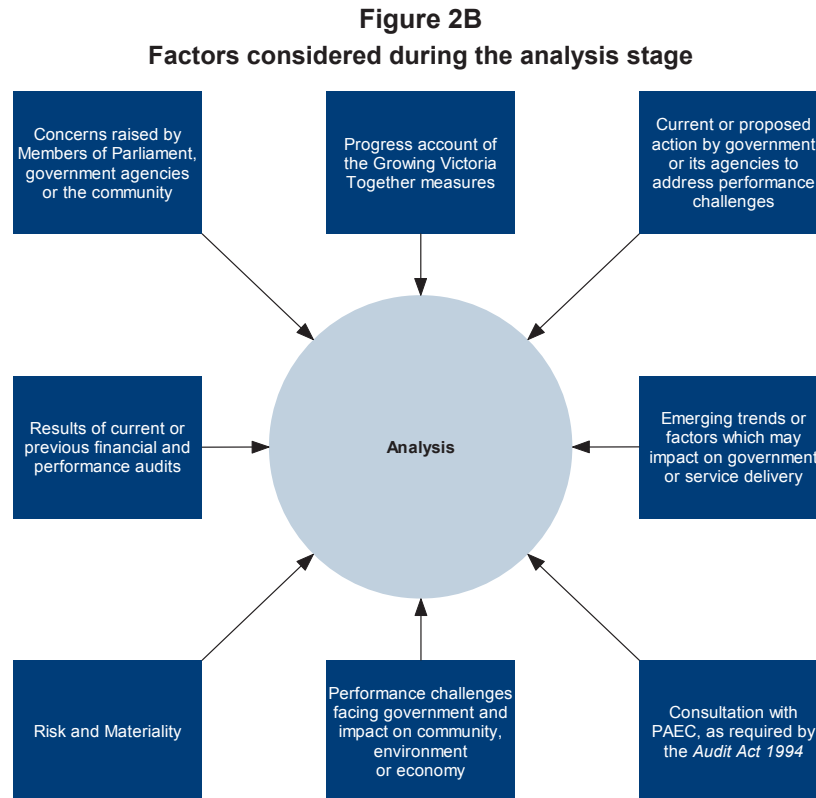 Figure 2B
Factors considered during the analysis stage
Concerns raised by
Members of Parliament,
government agencies
or the community
Progress account of
the Growing Victoria
Together measures
Current or proposed
action by government
or its agencies to
address performance
challenges
Results of current or
previous financial and
performance audits
Analysis
Emerging trends or
factors which may
impact on government
or service delivery
Risk and Materiality
Performance challenges
facing government and
impact on community,
environment
or economy
Consultation with
PAEC, as required by
the Audit Act 1994